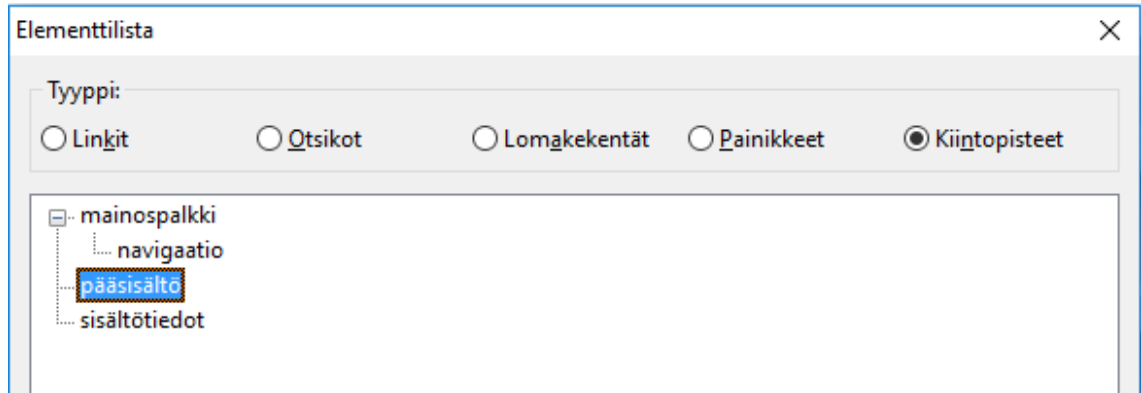 Elementtilista
Tyyppi:
Linkit Otsikot Lomakekentät Painikkeet Kiintopisteet
mainospalkki
navigaatio
pääsisältö
sisältötiedot